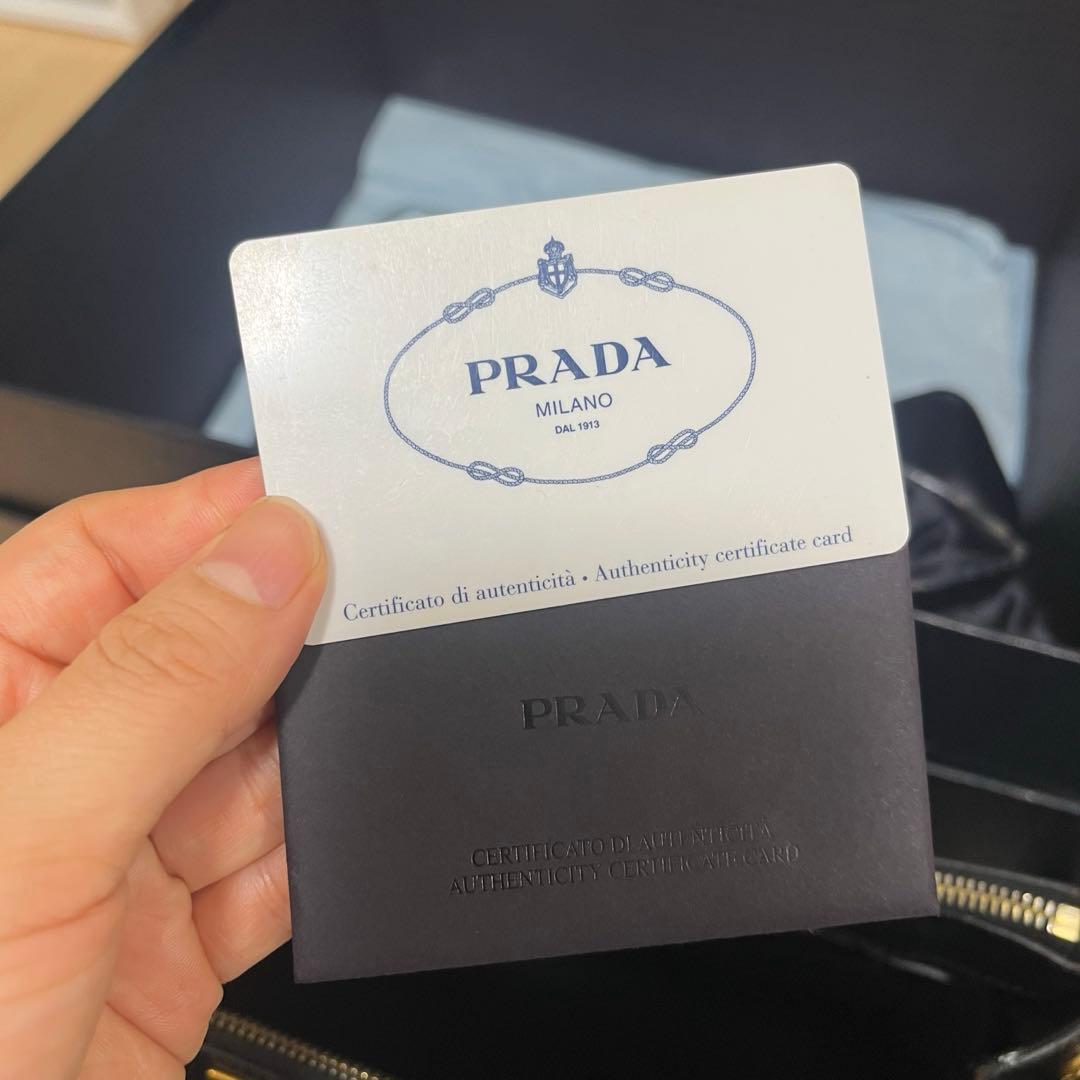 PRADA
MILANO
DAL 1913
Certificato di autenticità • Authenticity certificate card
PRADA
CERTIFICATO DI AUTENTICITÀ
AUTHENTICITY CERTIFICATE CARD